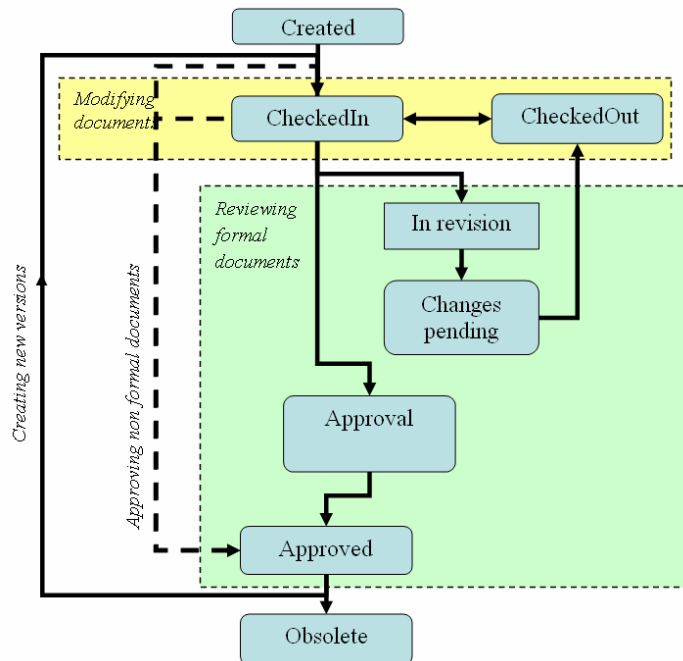 Created
Modifying
documents
CheckedIn
CheckedOut
Reviewing
formal
documents
In revision
Changes
pending
Creating new versions
Approving non formal documents
Approval
Approved
Obsolete